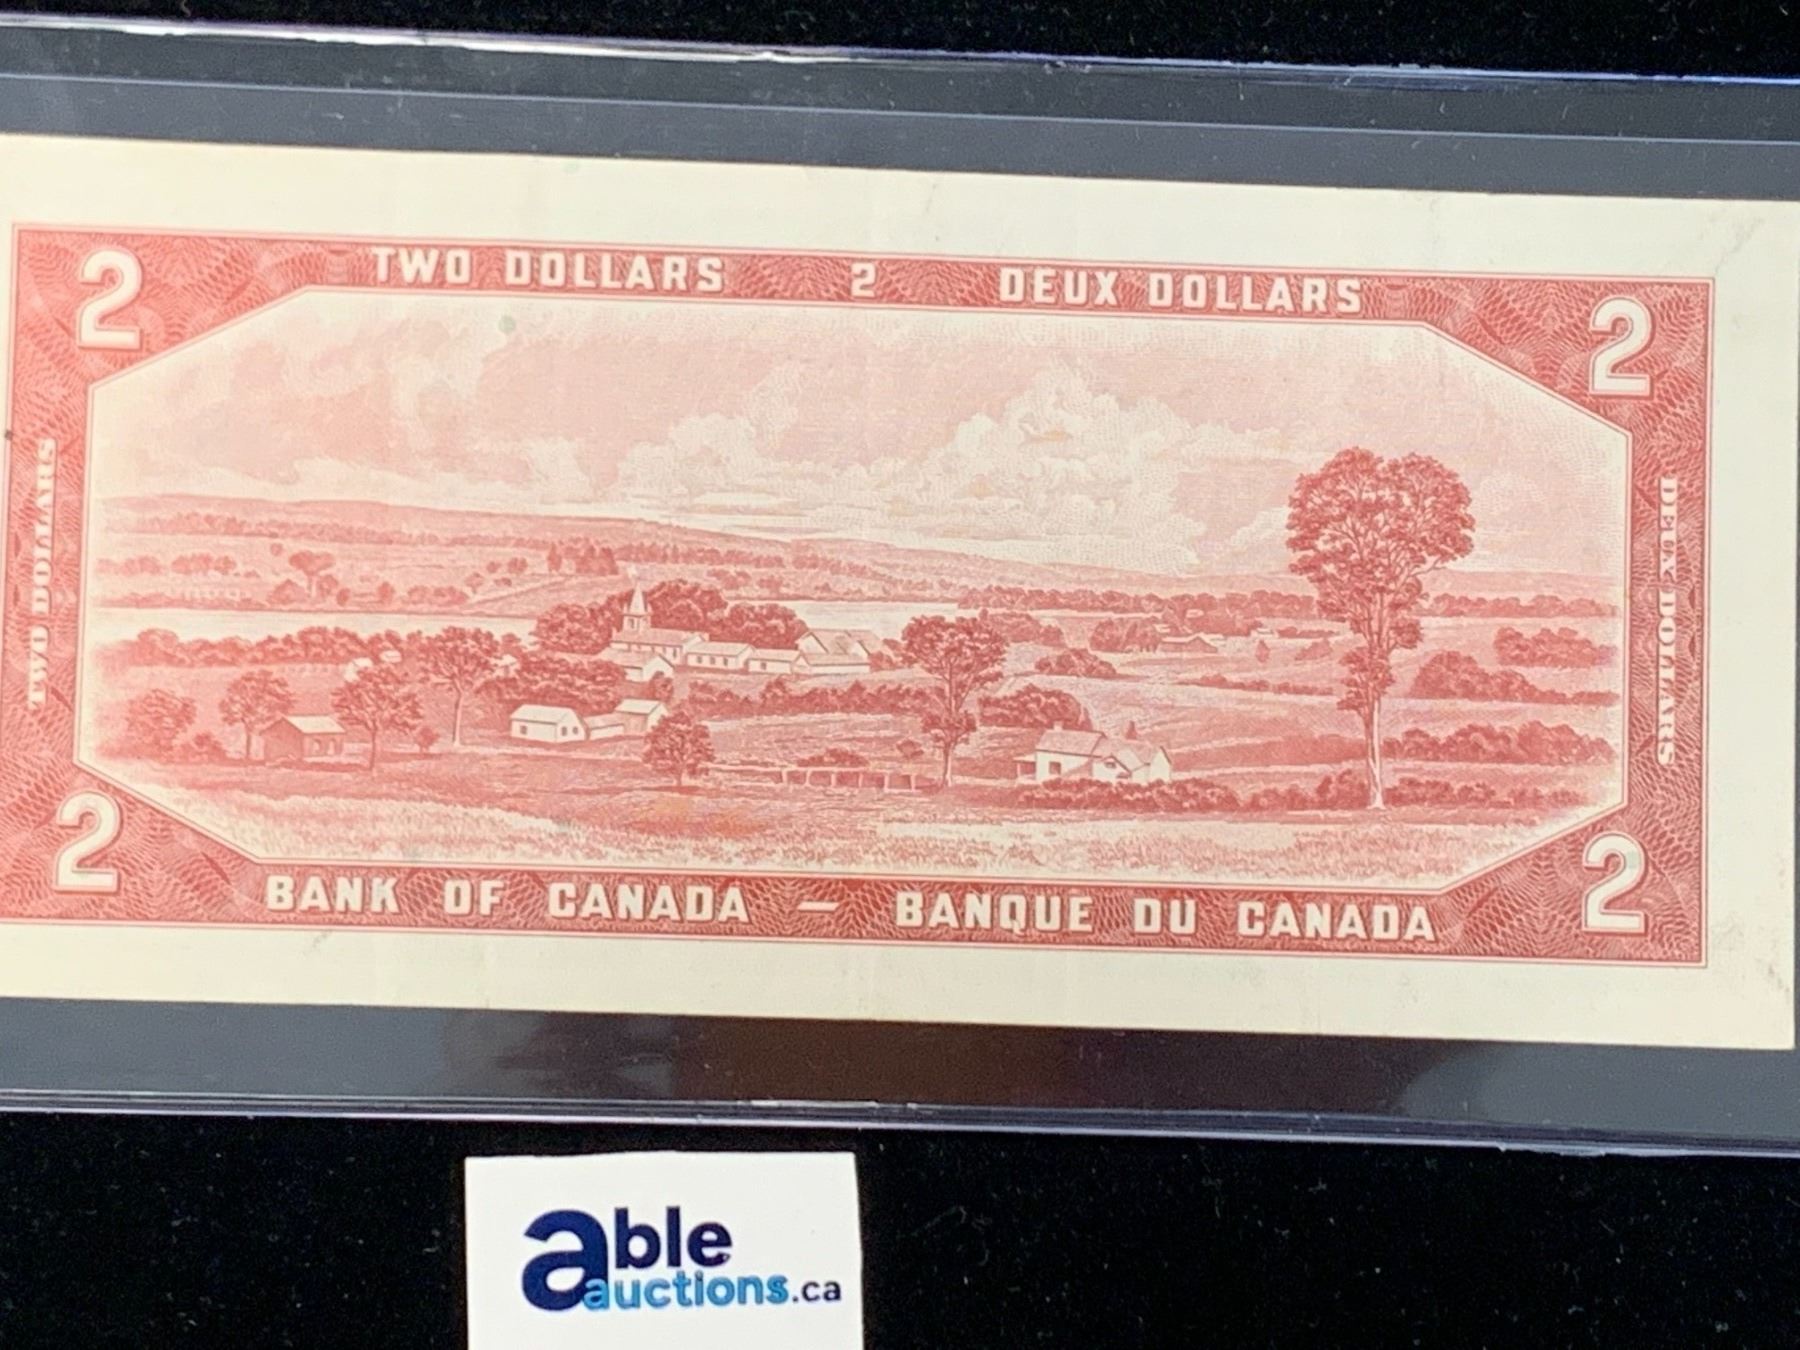 2 TWO DOLLARS 2 DEUX DOLLARS 2
TWO DOLLARS
DEUX DOLLARS
2 BANK OF CANADA — BANQUE DU CANADA 2
able
auctions.ca